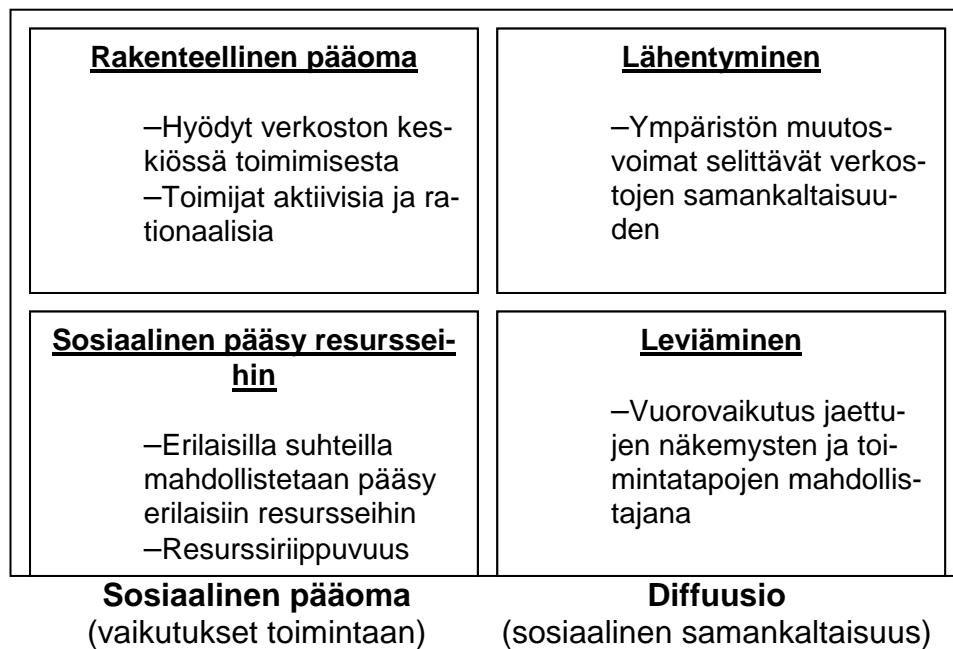 Rakenteellinen pääoma
–Hyödyt verkoston kes-
kiössä toimimisesta
–Toimijat aktiivisia ja ra-
tionaalisia
Lähentyminen
–Ympäristön muutos-
voimat selittävät verkos-
tojen samankaltaisuu-
den
Sosiaalinen pääsy resurssei-
hin
–Erilaisilla suhteilla
mahdollistetaan pääsy
erilaisiin resursseihin
–Resurssiriippuvuus
Leviäminen
–Vuorovaikutus jaettu-
jen näkemysten ja toi-
mintatapojen mahdollis-
tajana
Sosiaalinen pääoma
(vaikutukset toimintaan)
Diffuusio
(sosiaalinen samankaltaisuus)